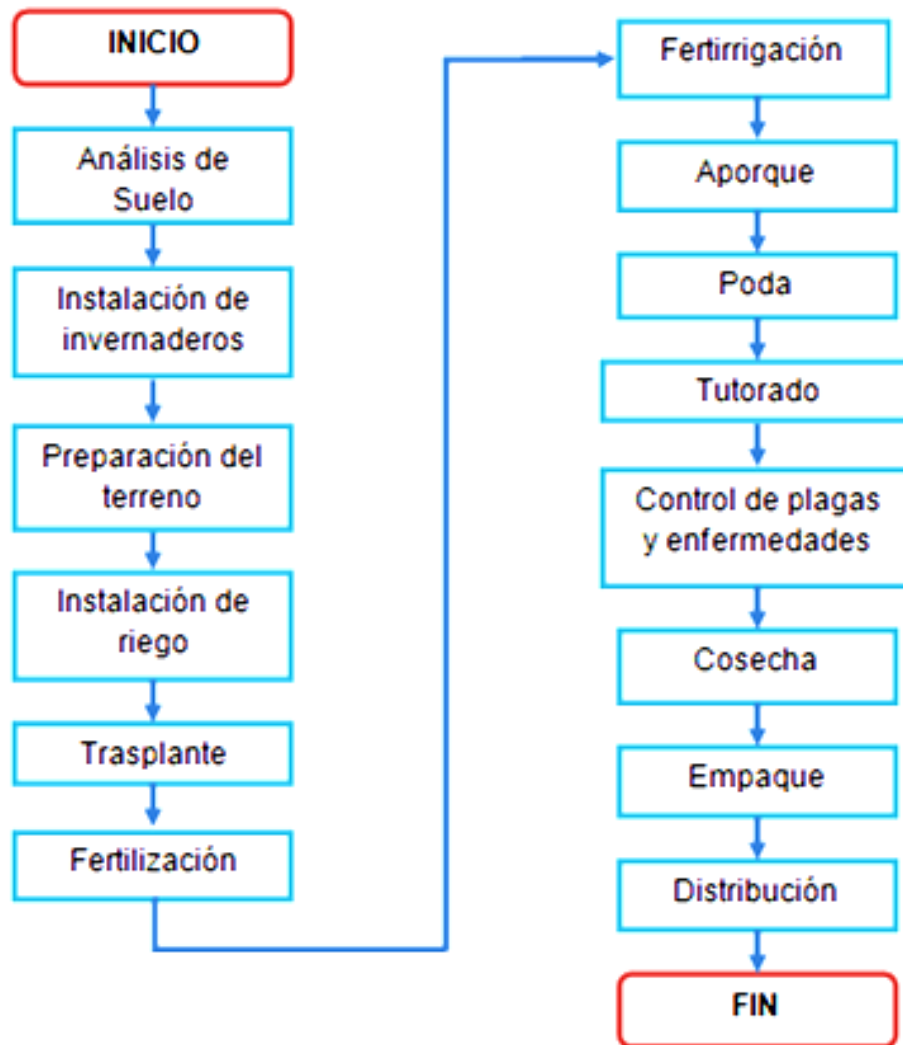 INICIO
Análisis de
Suelo
Instalación de
invernaderos
Preparación del
terreno
Instalación de
riego
Trasplante
Fertilización
Fertirrigación
Aporque
Poda
Tutorado
Control de plagas
y enfermedades
Cosecha
Empaque
Distribución
FIN